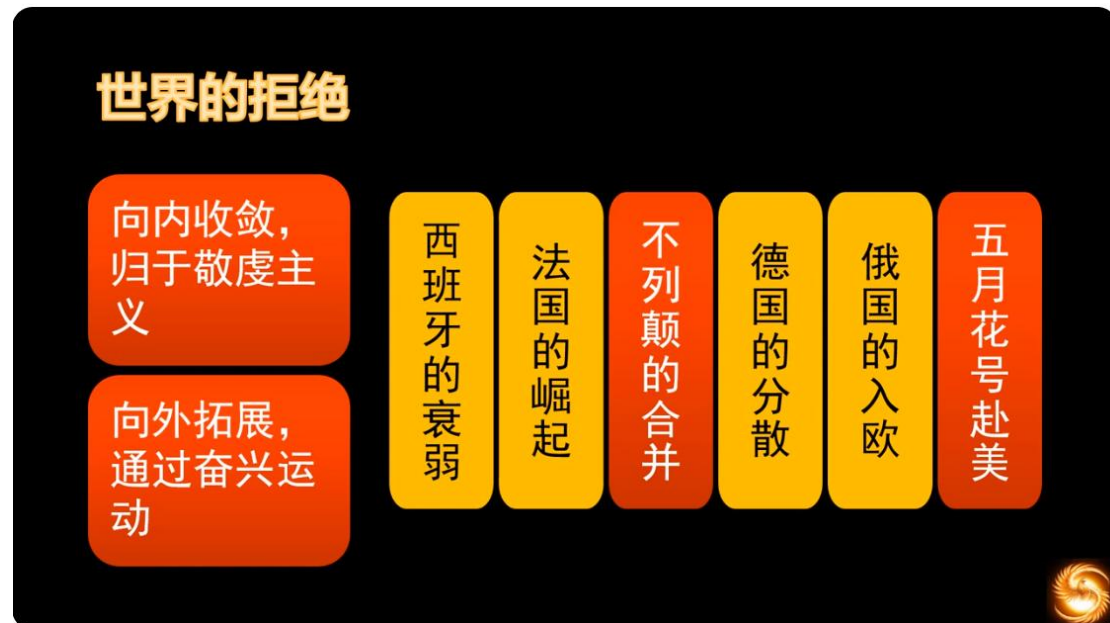 世界的拒绝
向内收敛，
归于敬虔主
义
向外拓展，
通过奋兴运
动
西班牙的衰弱
法国的崛起
不列颠的合并
德国的分散
俄国的入欧
五月花号赴美